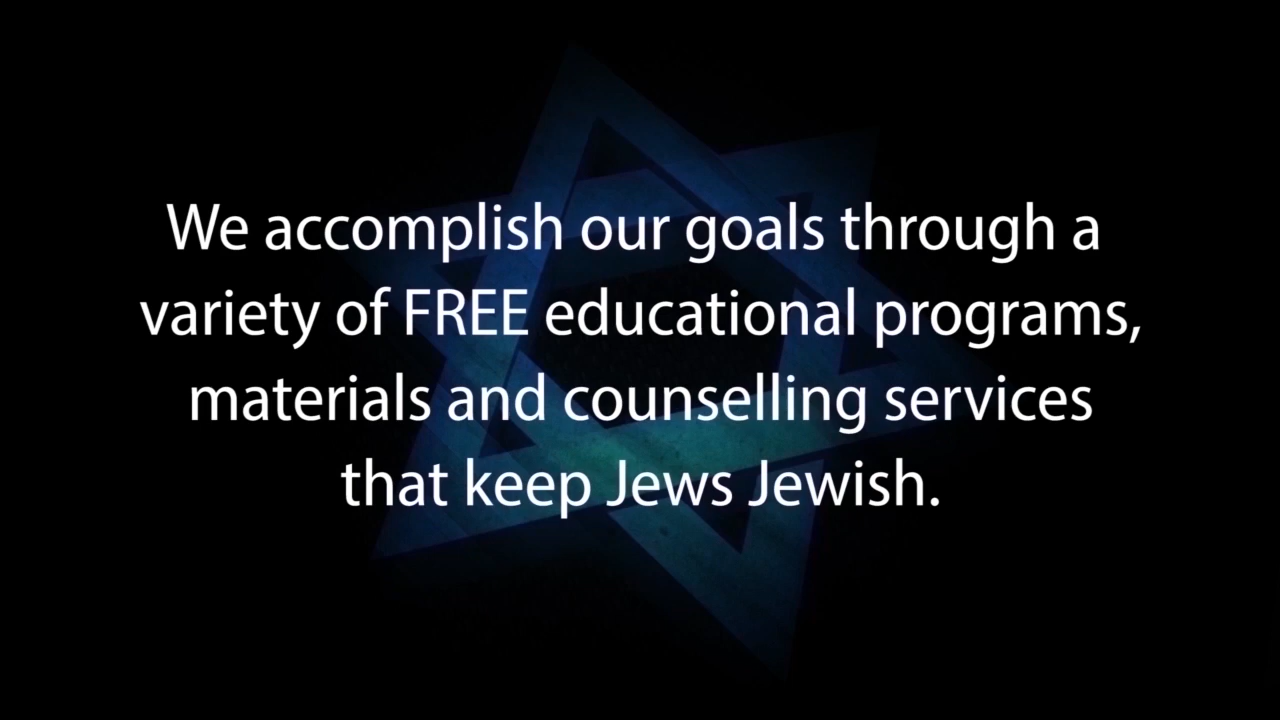 We accomplish our goals through a
variety of FREE educational programs,
materials and counselling services
that keep Jews Jewish.